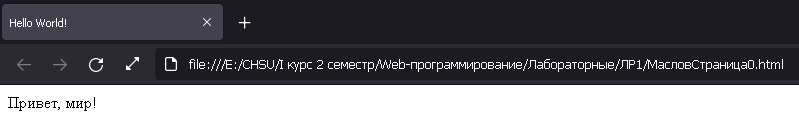 Hello World!
file:///E:/CHSU/I курс 2 семестр/Web-программирование/Лабораторные/ЛР1/МасловСтраница0.html
Привет, мир!